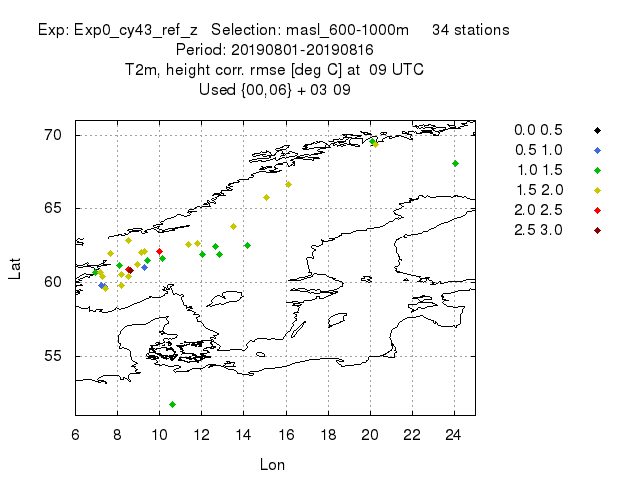 Exp: Exp0_cy43_ref_z   Selection: masl_600-1000m     34 stations
Period: 20190801-20190816
T2m, height corr. rmse [deg C] at  09 UTC
Used {00,06} + 03 09
0.0 0.5
0.5 1.0
1.0 1.5
1.5 2.0
2.0 2.5
2.5 3.0
70
65
60
55
Lat
6 8 10 12 14 16 18 20 22 24
Lon